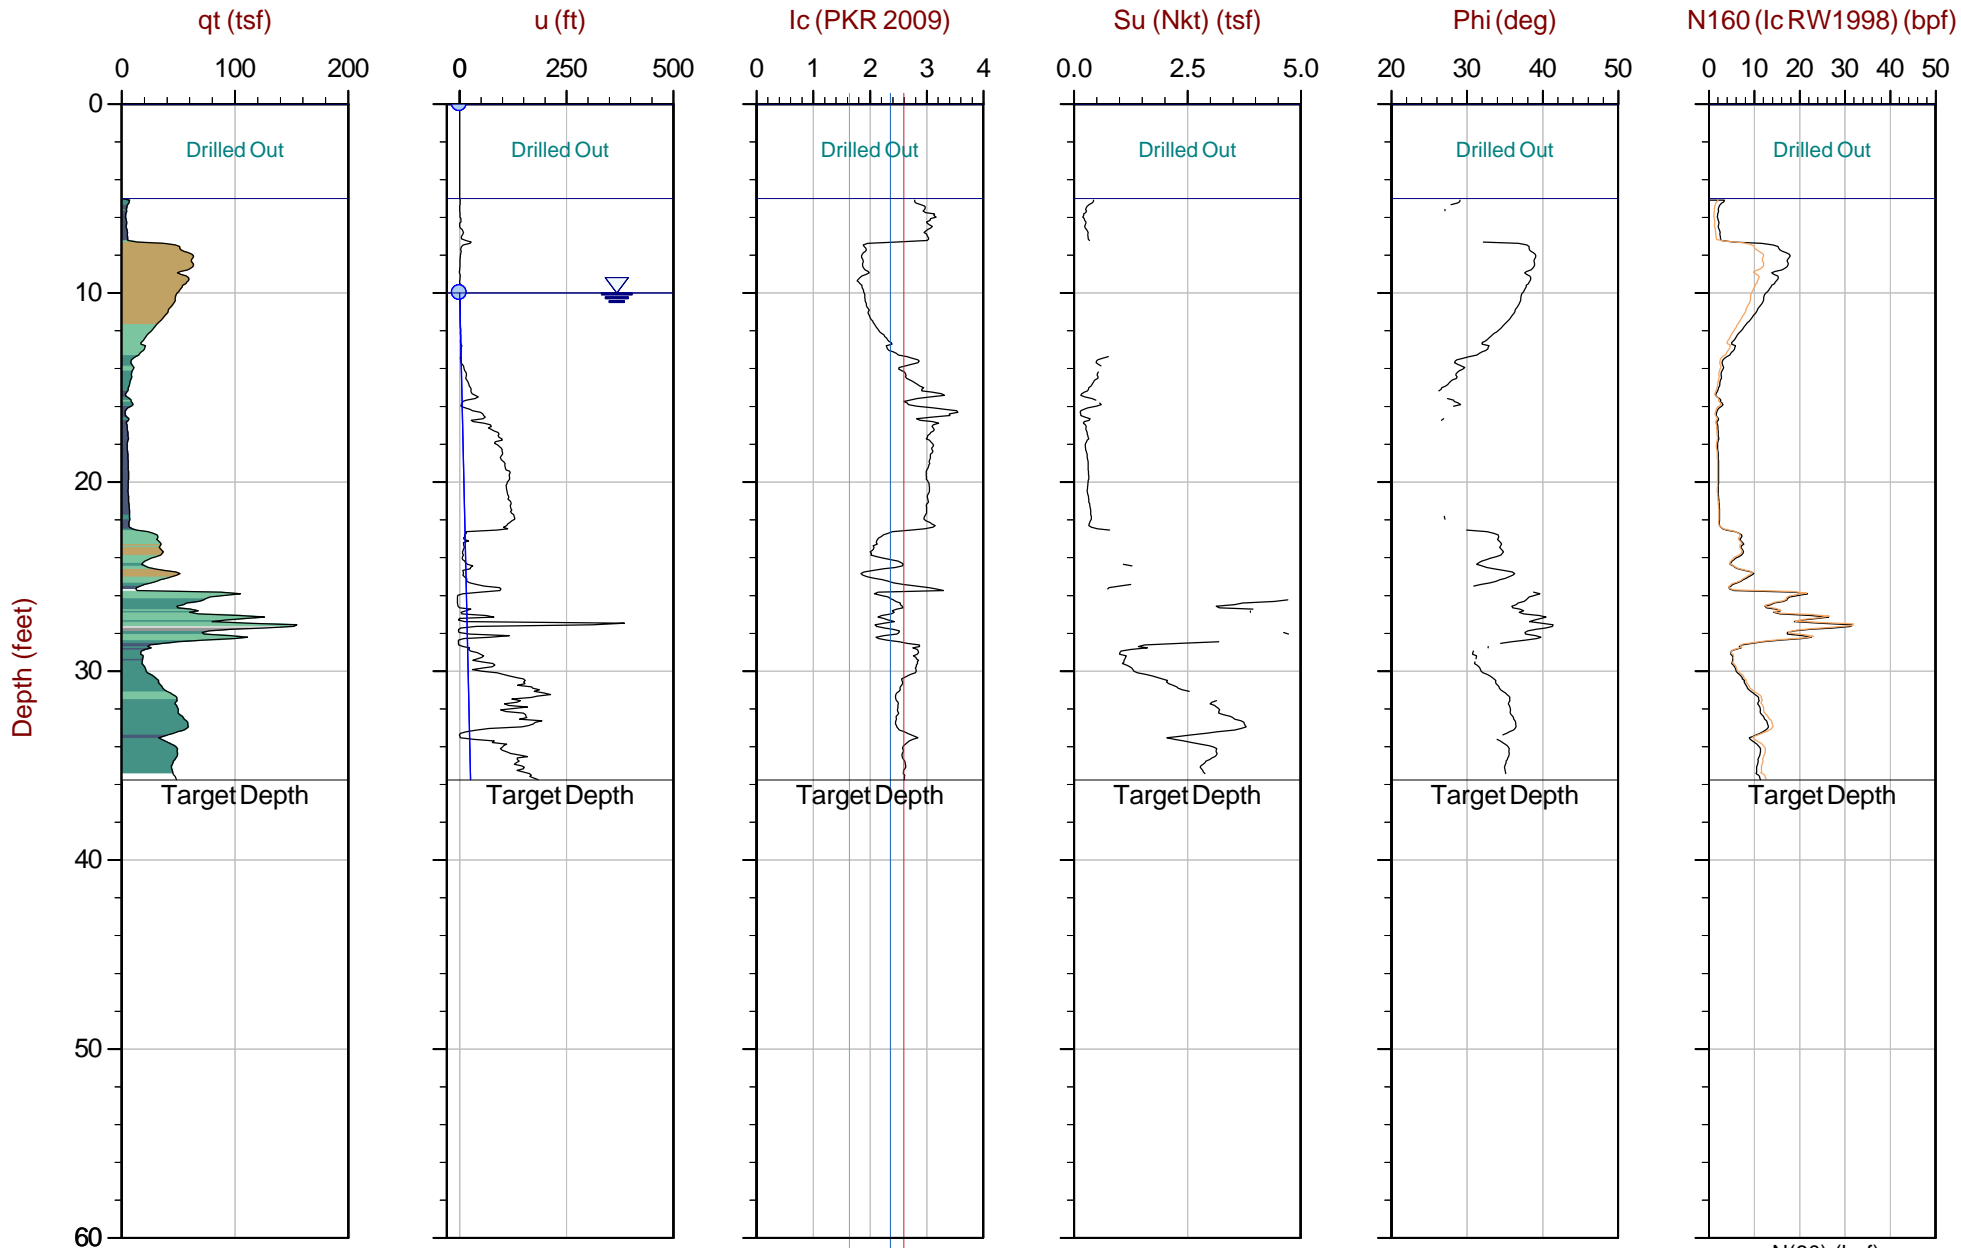 qt (tsf) u (ft) Ic (PKR 2009) Su (Nkt) (tsf) Phi (deg) N160 (Ic RW1998) (bpf)
0 100 200 0 250 500 0 1 2 3 4 0.0 2.5 5.0 20 30 40 50 0 10 20 30 40 50
0
Drilled Out Drilled Out Drilled Out Drilled Out Drilled Out Drilled Out
10
20
30
Depth (feet)
Target Depth Target Depth Target Depth Target Depth Target Depth Target Depth
40
50
60